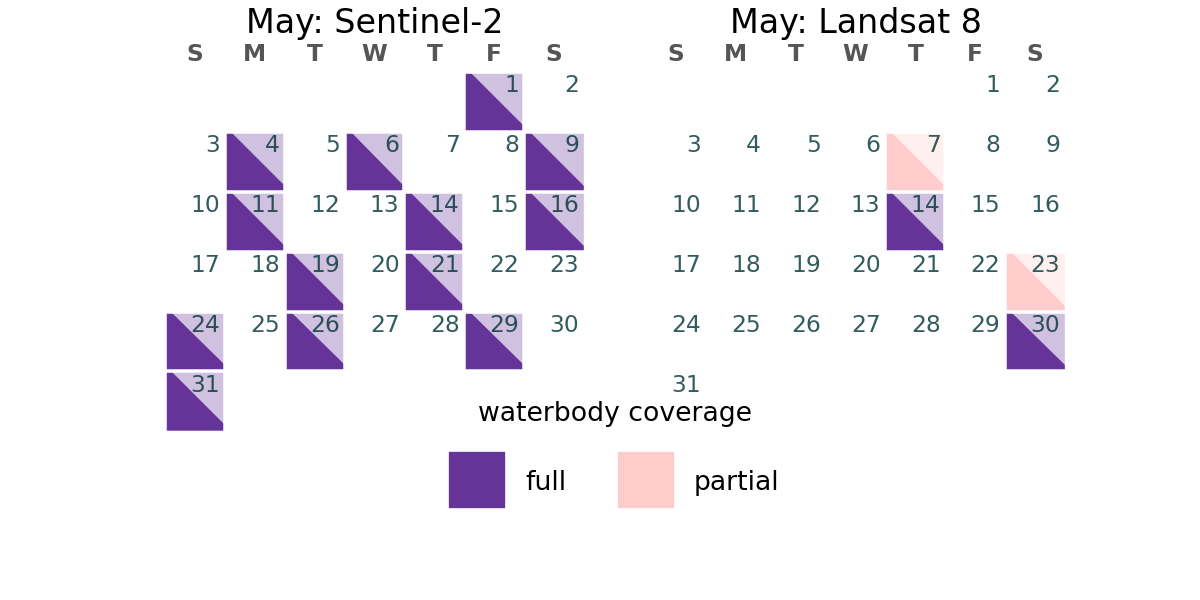 May: Sentinel-2
S M T W T F S
1 2
3 4 5 6 7 8 9
10 11 12 13 14 15 16
17 18 19 20 21 22 23
24 25 26 27 28 29 30
31
May: Landsat 8
S M T W T F S
1 2
3 4 5 6 7 8 9
10 11 12 13 14 15 16
17 18 19 20 21 22 23
24 25 26 27 28 29 30
31
waterbody coverage
full partial